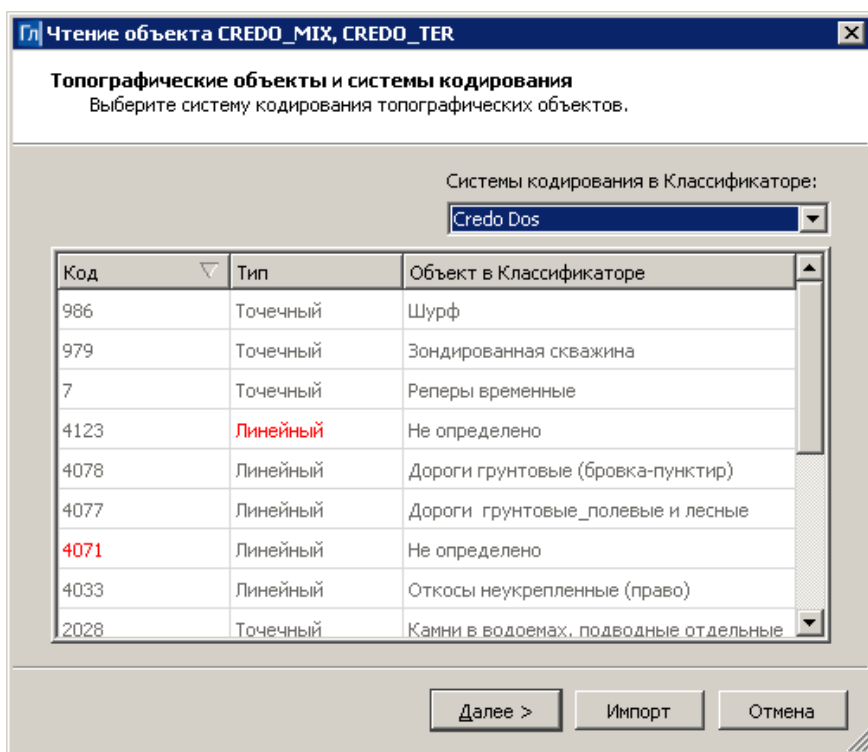 Гл Чтение объекта CREDO_MIX, CREDO_TER
Топографические объекты и системы кодирования
Выберите систему кодирования топографических объектов.
Системы кодирования в Классификаторе:
Credo Dos
Код Тип Объект в Классификаторе
986 Точечный Шурф
979 Точечный Зондированная скважина
7 Точечный Реперы временные
4123 Линейный Не определено
4078 Линейный Дороги грунтовые (бровка-пунктир)
4077 Линейный Дороги грунтовые_полевые и лесные
4071 Линейный Не определено
4033 Линейный Откосы неукрепленные (право)
2028 Точечный Камни в водоемах, подводные отдельные
Далее > Импорт Отмена